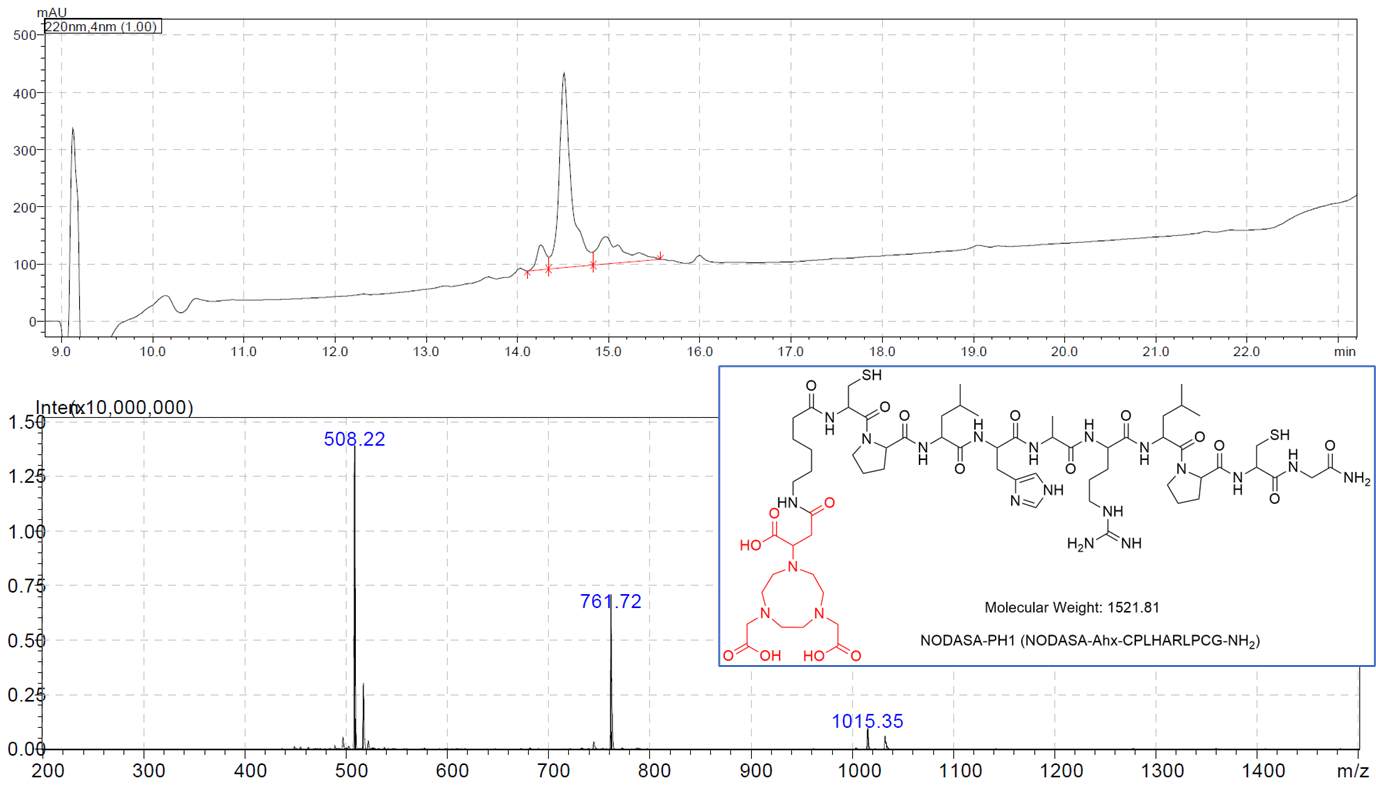 mAU
220nm,4nm (1.00)
500
400
300
200
100
0
9.0 10.0 11.0 12.0 13.0 14.0 15.0 16.0 17.0 18.0 19.0 20.0 21.0 22.0 min
Inten.(x10,000,000)
1.50
1.25
1.00
0.75
0.50
0.25
0.00
508.22
761.72
1015.35
200 300 400 500 600 700 800 900 1000 1100 1200 1300 1400 m/z
SH
O
N
H
O
N
O
N
H
O
H
N
O
N
H
O
H
N
O
N
H
O
N
O
N
H
SH
O
H
N
O
NH2
N
NH
NH
H2N
NH
HN
O
O
HO
N
N
N
O
OH
HO
O
Molecular Weight: 1521.81
NODASA-PH1 (NODASA-Ahx-CPLHARLPCG-NH2)